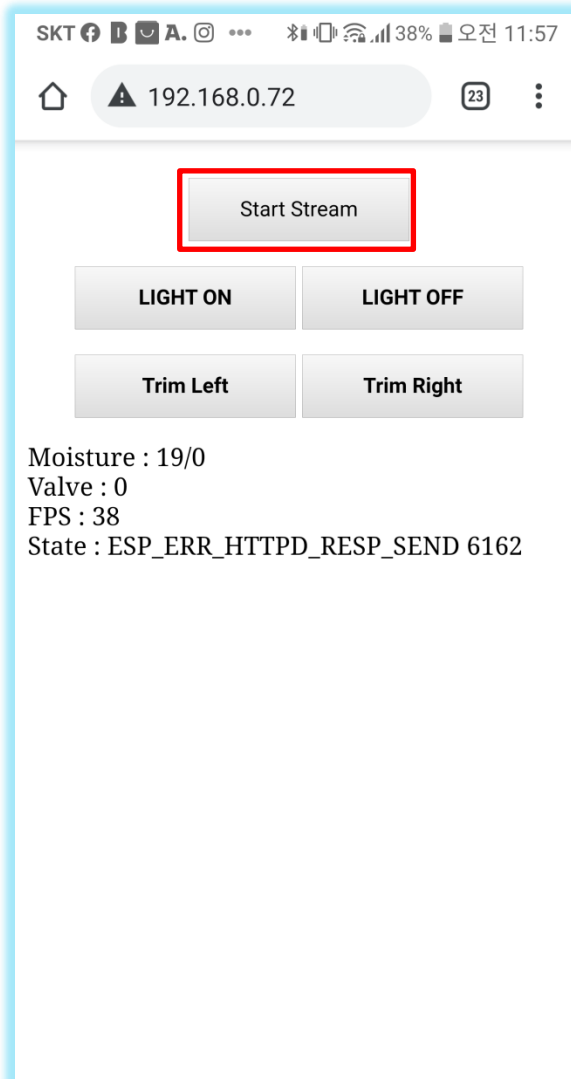 SKT 38% 오전 11:57
192.168.0.72 23
Start Stream
LIGHT ON LIGHT OFF
Trim Left Trim Right
Moisture : 19/0
Valve : 0
FPS : 38
State : ESP_ERR_HTTPD_RESP_SEND 6162